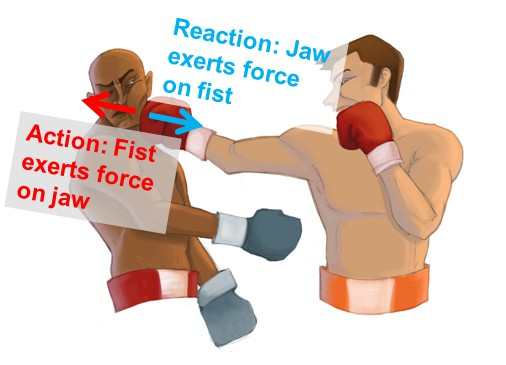 Reaction: Jaw
exerts force
on fist
Action: Fist
exerts force
on jaw